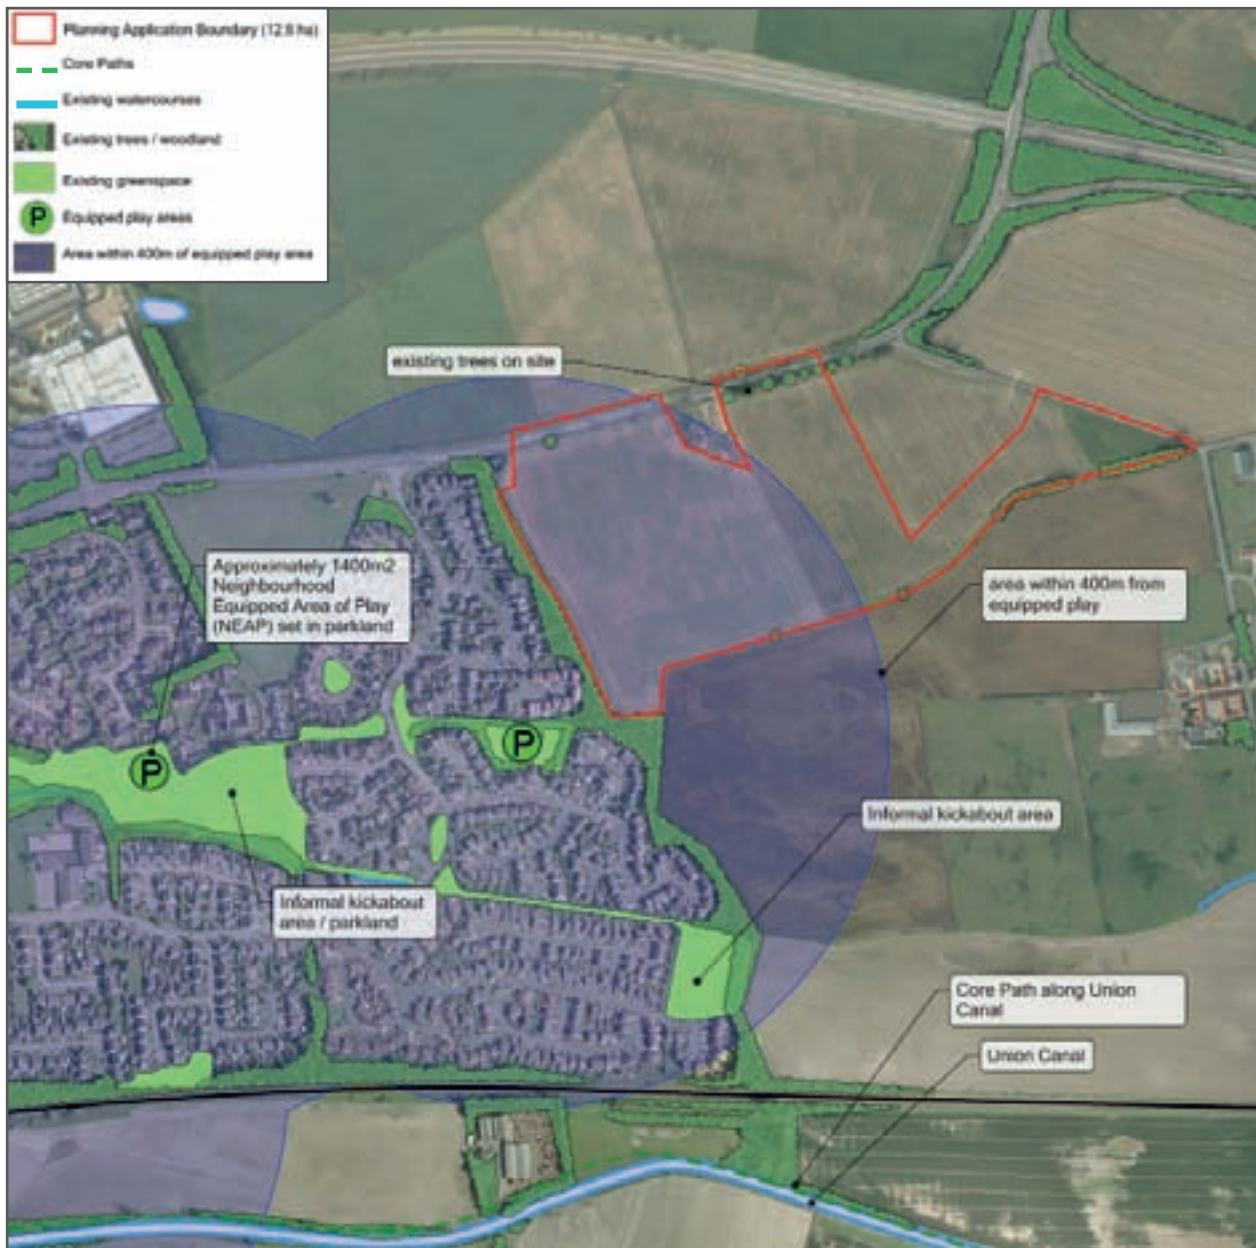 Planning Application Boundary (12.8 ha)
Core Paths
Existing watercourses
Existing trees / woodland
Existing greenspace
P Equipped play areas
Area within 400m of equipped play area
existing trees on site
Approximately 1400m2
Neighbourhood
Equipped Area of Play
(NEAP) set in parkland
area within 400m from
equipped play
P
P
Informal kickabout area
Informal kickabout
area / parkland
Core Path along Union
Canal
Union Canal